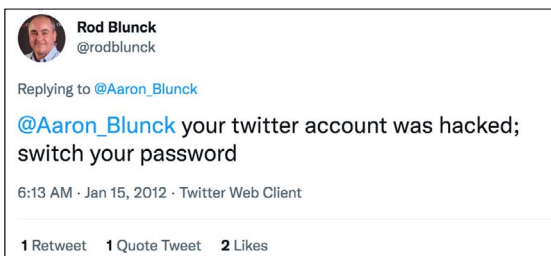 Rod Blunck
@rodblunck
Replying to @Aaron_Blunck
@Aaron_Blunck your twitter account was hacked;
switch your password
6:13 AM · Jan 15, 2012 · Twitter Web Client
1 Retweet 1 Quote Tweet 2 Likes